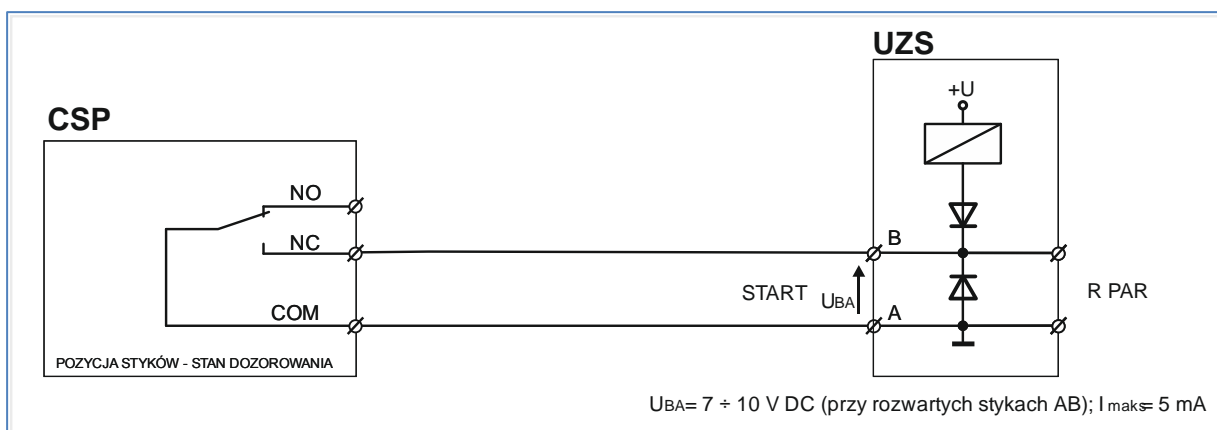 UZS
+U
CSP
NO
NC
B
START UBA
R PAR
COM
A
POZYCJA STYKÓW - STAN DOZOROWANIA
UBA= 7 ÷ 10 V DC (przy rozwartych stykach AB); I maks= 5 mA